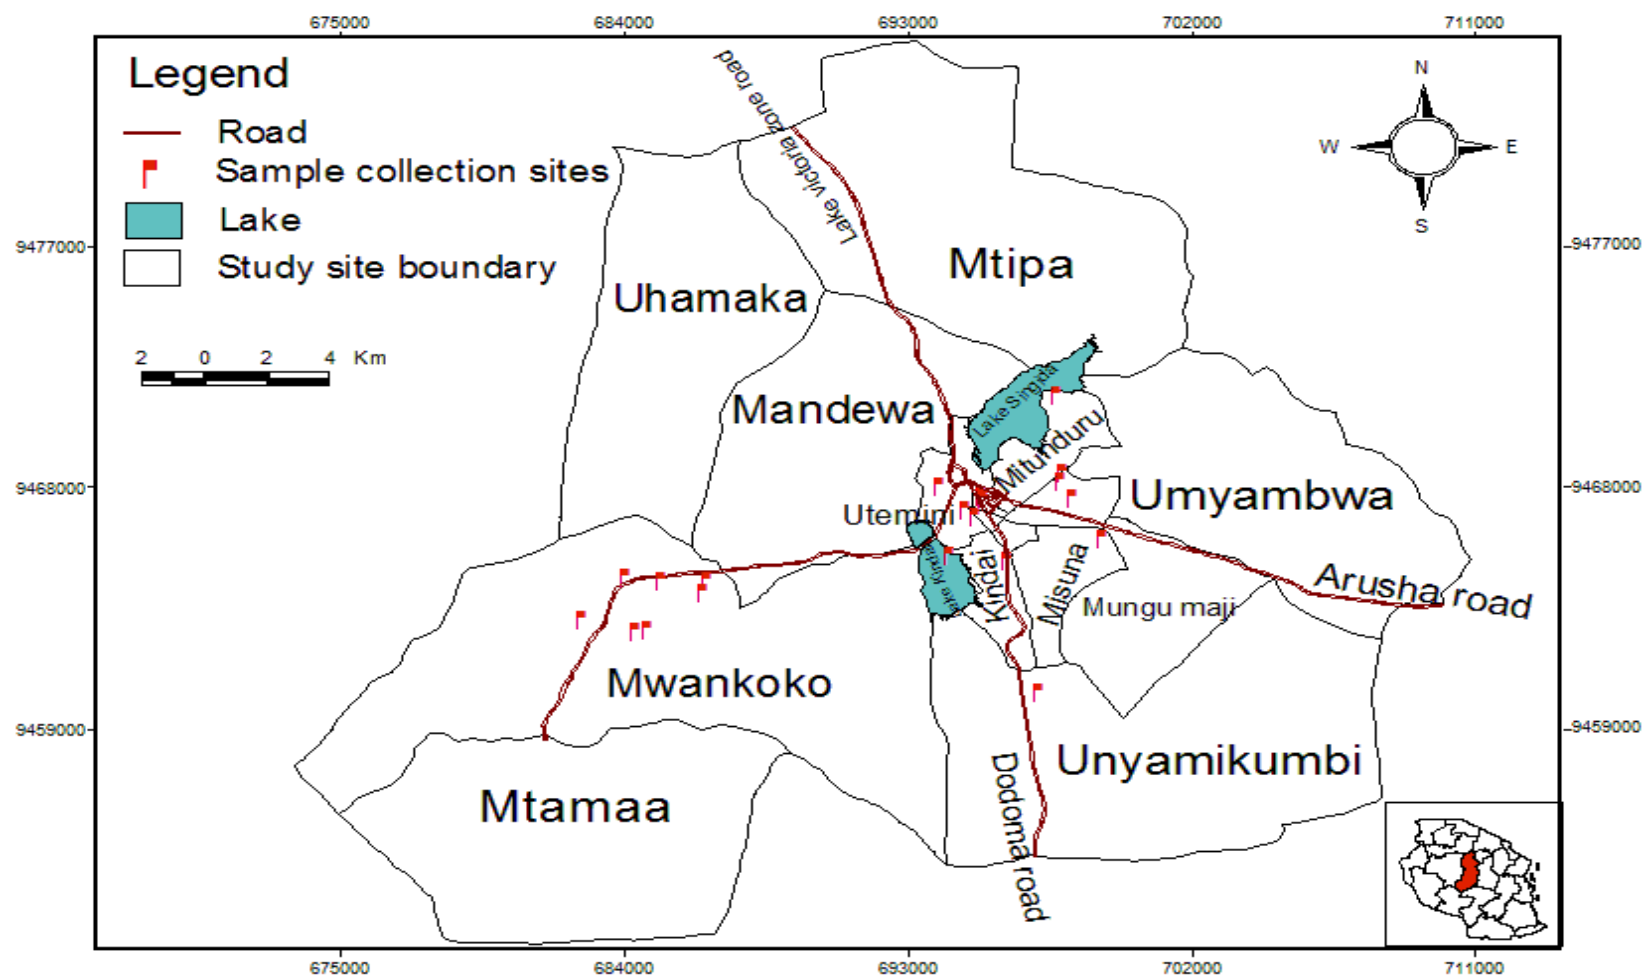 675000
684000
693000
702000
711000
Legend
Road
Sample collection sites
Lake
Study site boundary
2 0 2 4 Km
N
W E
S
9477000
9477000
9468000
9468000
9459000
9459000
Lake victoria zone road
Mtipa
Uhamaka
Mandewa
Lake Singida
Mitunduru
Umyambwa
Utemini
Lake Kindai
Kindai
Misuna
Mungu maji
Arusha road
Mwankoko
Unyamikumbi
Mtamaa
Dodoma road
675000
684000
693000
702000
711000